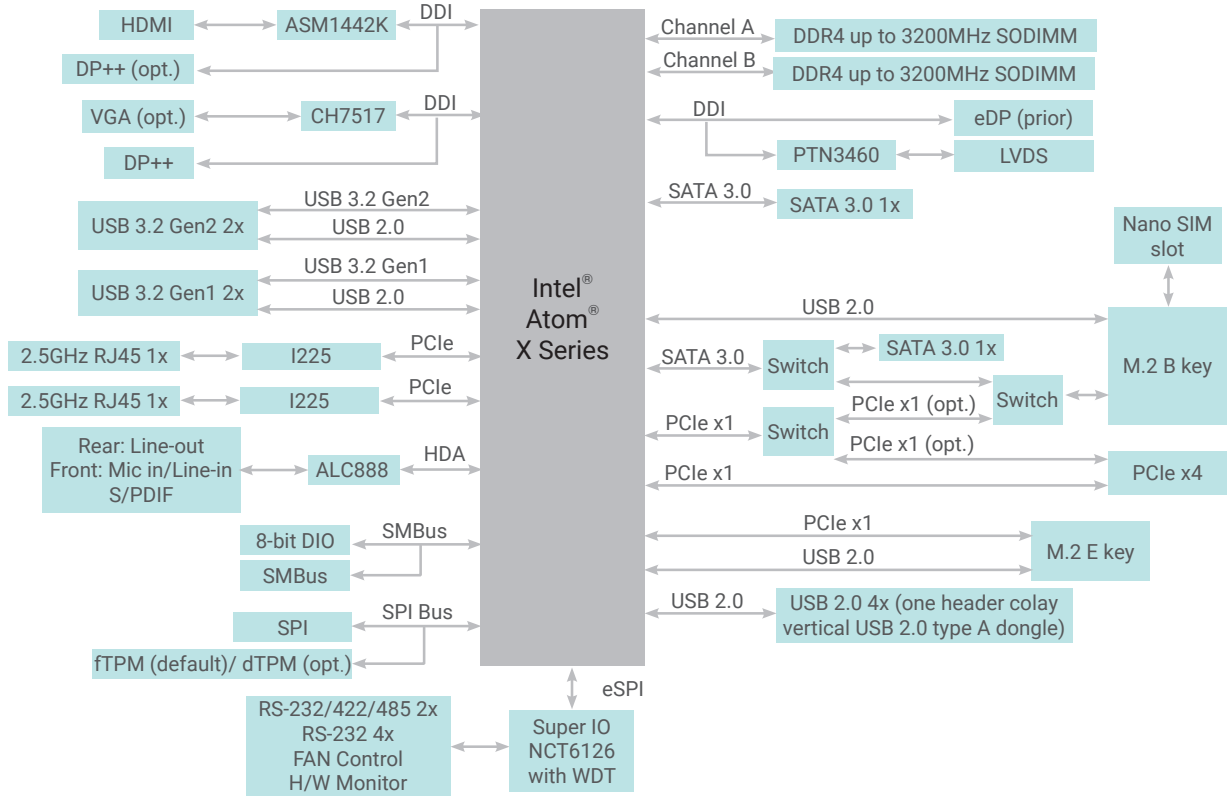 HDMI
ASM1442K
DDI
DP++ (opt.)
VGA (opt.)
CH7517
DDI
DP++
USB 3.2 Gen2 2x
USB 3.2 Gen2
USB 2.0
USB 3.2 Gen1 2x
USB 3.2 Gen1
USB 2.0
2.5GHz RJ45 1x
I225
PCIe
2.5GHz RJ45 1x
I225
PCIe
Rear: Line-out
Front: Mic in/Line-in
S/PDIF
ALC888
HDA
8-bit DIO
SMBus
SMBus
SPI
SPI Bus
fTPM (default)/ dTPM (opt.)
Intel®
Atom®
X Series
eSPI
RS-232/422/485 2x
RS-232 4x
FAN Control
H/W Monitor
Super IO
NCT6126
with WDT
Channel A
DDR4 up to 3200MHz SODIMM
Channel B
DDR4 up to 3200MHz SODIMM
DDI
eDP (prior)
PTN3460
LVDS
SATA 3.0
SATA 3.0 1x
Nano SIM
slot
USB 2.0
M.2 B key
SATA 3.0
Switch
SATA 3.0 1x
Switch
PCIe x1 (opt.)
PCIe x1
Switch
PCIe x1 (opt.)
PCIe x1
PCIe x4
PCIe x1
USB 2.0
M.2 E key
USB 2.0
USB 2.0 4x (one header colay
vertical USB 2.0 type A dongle)